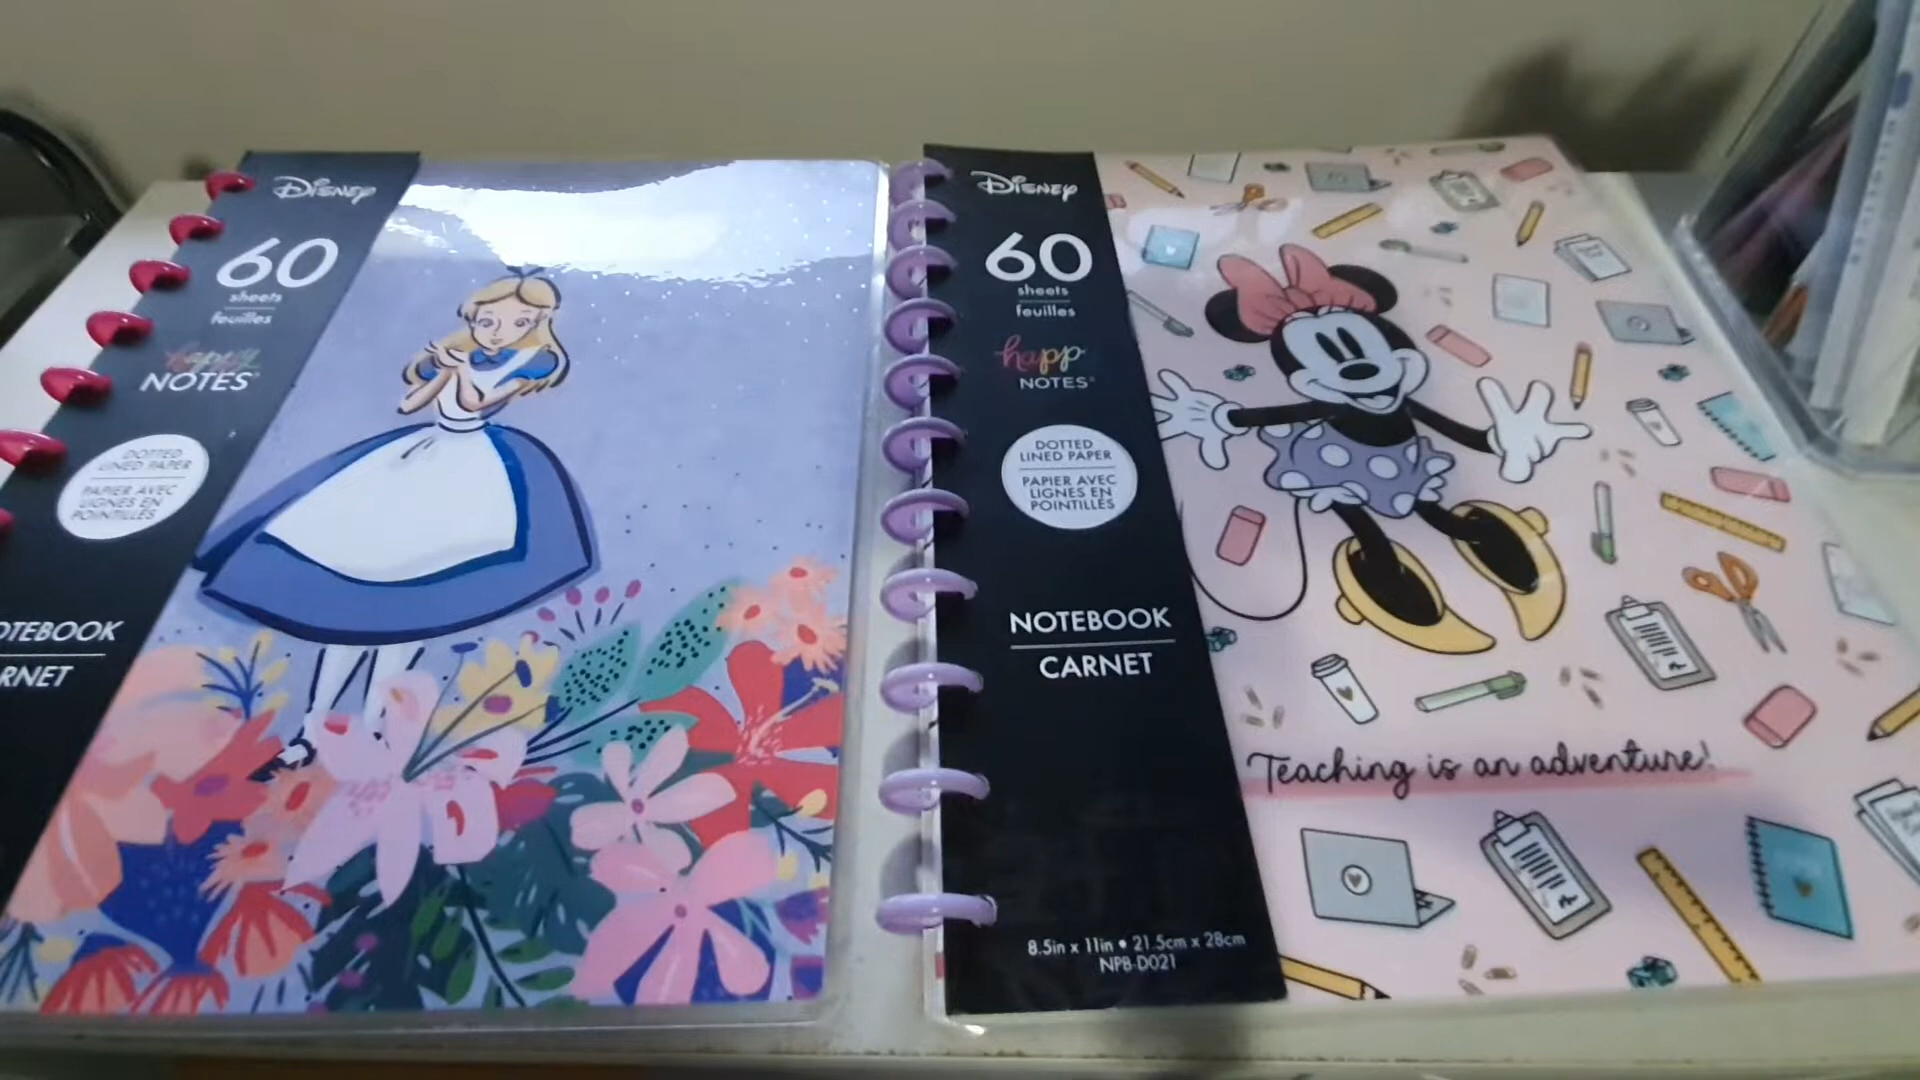 Disney
60
sheets
feuilles
happy
NOTES®
DOTTED
LINED PAPER
PAPIER AVEC
LIGNES EN
POINTILLÉS
OTEBOOK
RNET
Disney
60
sheets
feuilles
happ
NOTES®
DOTTED
LINED PAPER
PAPIER AVEC
LIGNES EN
POINTILLÉS
NOTEBOOK
CARNET
8.5in x 11in • 21.5cm x 28cm
NPB-D021
Teaching is an adventure!